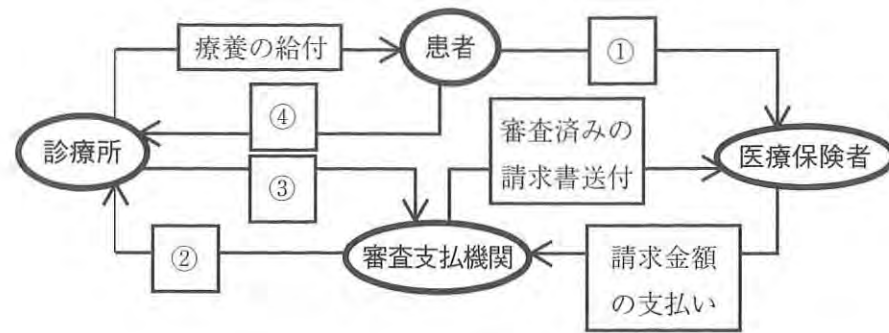 療養の給付
患者
①
④
診療所
審査済みの
請求書送付
医療保険者
③
②
審査支払機関
請求金額
の支払い